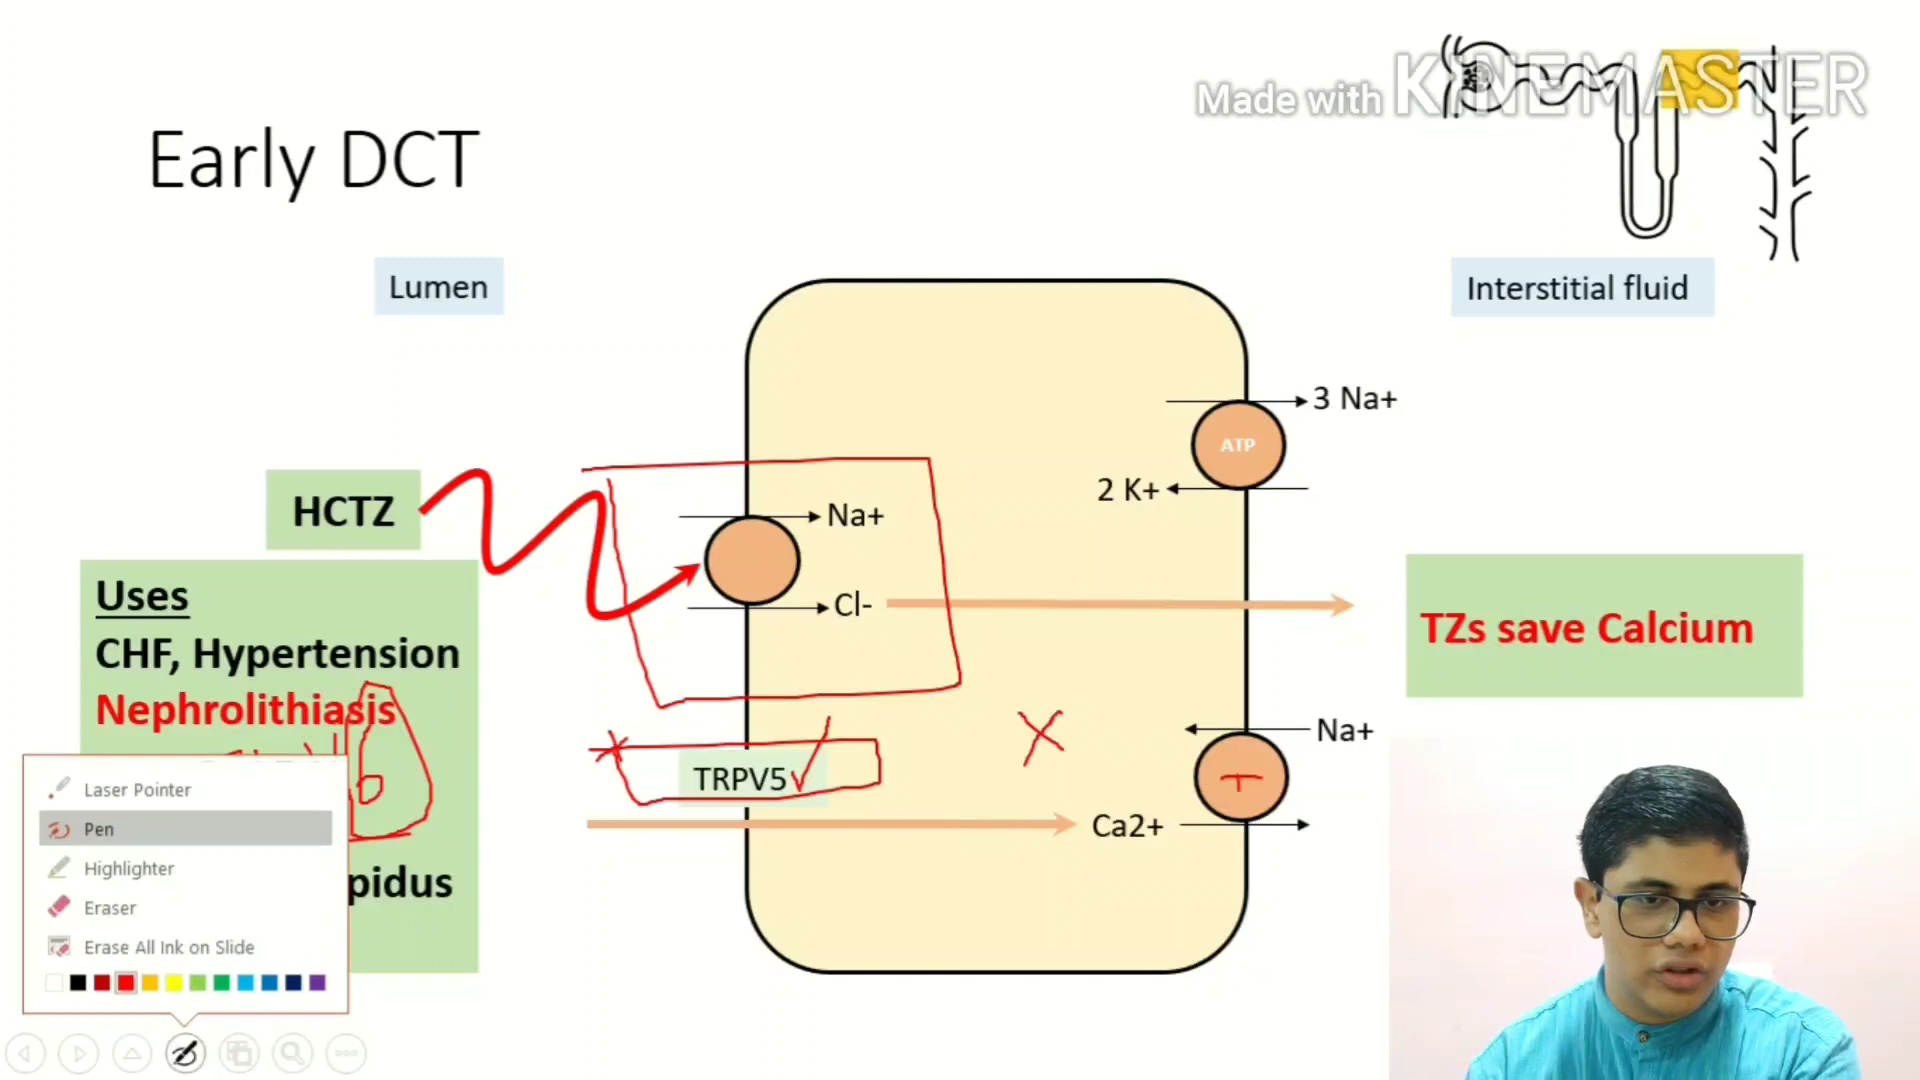 Made with KINEMASTER
Early DCT
Lumen
Interstitial fluid
3 Na+
ATP
2 K+
HCTZ
Na+
Cl-
Uses
CHF, Hypertension
Nephrolithiasis
TZs save Calcium
Na+
TRPV5
Ca2+
Laser Pointer
Pen
Highlighter
Eraser
Erase All Ink on Slide
pidus